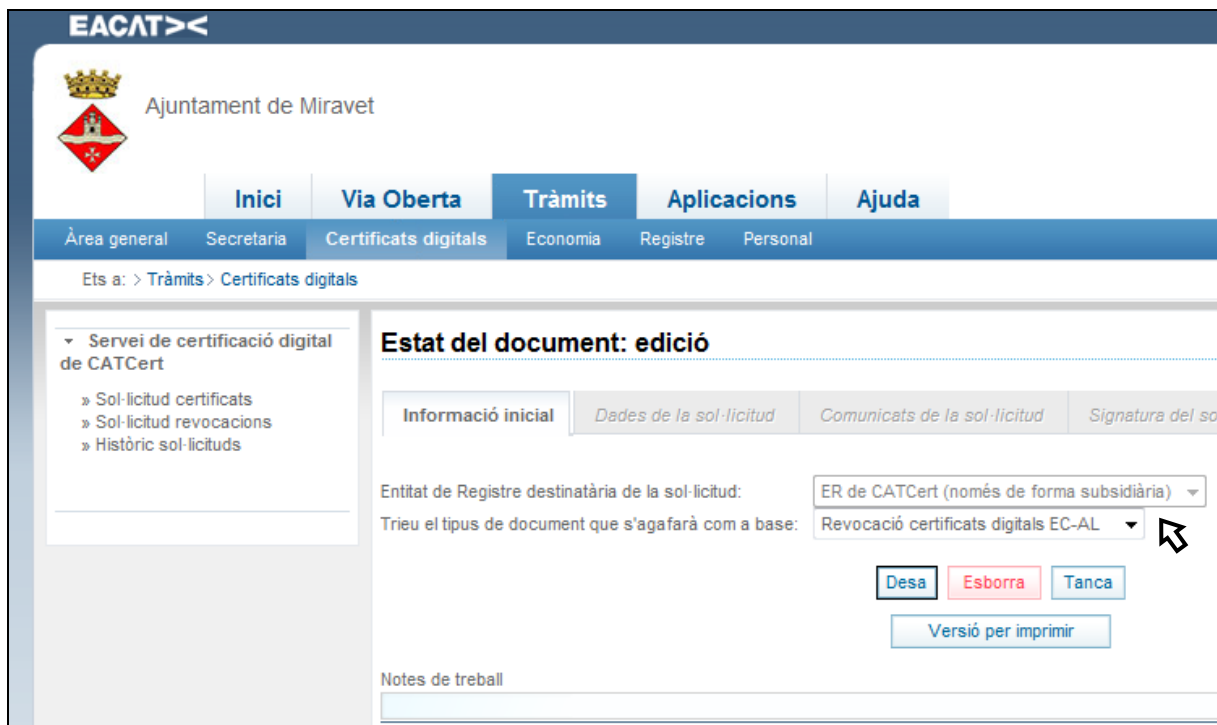 EACAT><
Ajuntament de Miravet
Inici Via Oberta Tràmits Aplicacions Ajuda
Àrea general Secretaria Certificats digitals Economia Registre Personal
Ets a: > Tràmits > Certificats digitals
Servei de certificació digital
de CATCert
» Sol·licitud certificats
» Sol·licitud revocacions
» Històric sol·licituds
Estat del document: edició
Informació inicial Dades de la sol·licitud Comunicats de la sol·licitud Signatura del so
Entitat de Registre destinatària de la sol·licitud: ER de CATCert (només de forma subsidiària)
Trieu el tipus de document que s'agafarà com a base: Revocació certificats digitals EC-AL
Desa Esborra Tanca
Versió per imprimir
Notes de treball